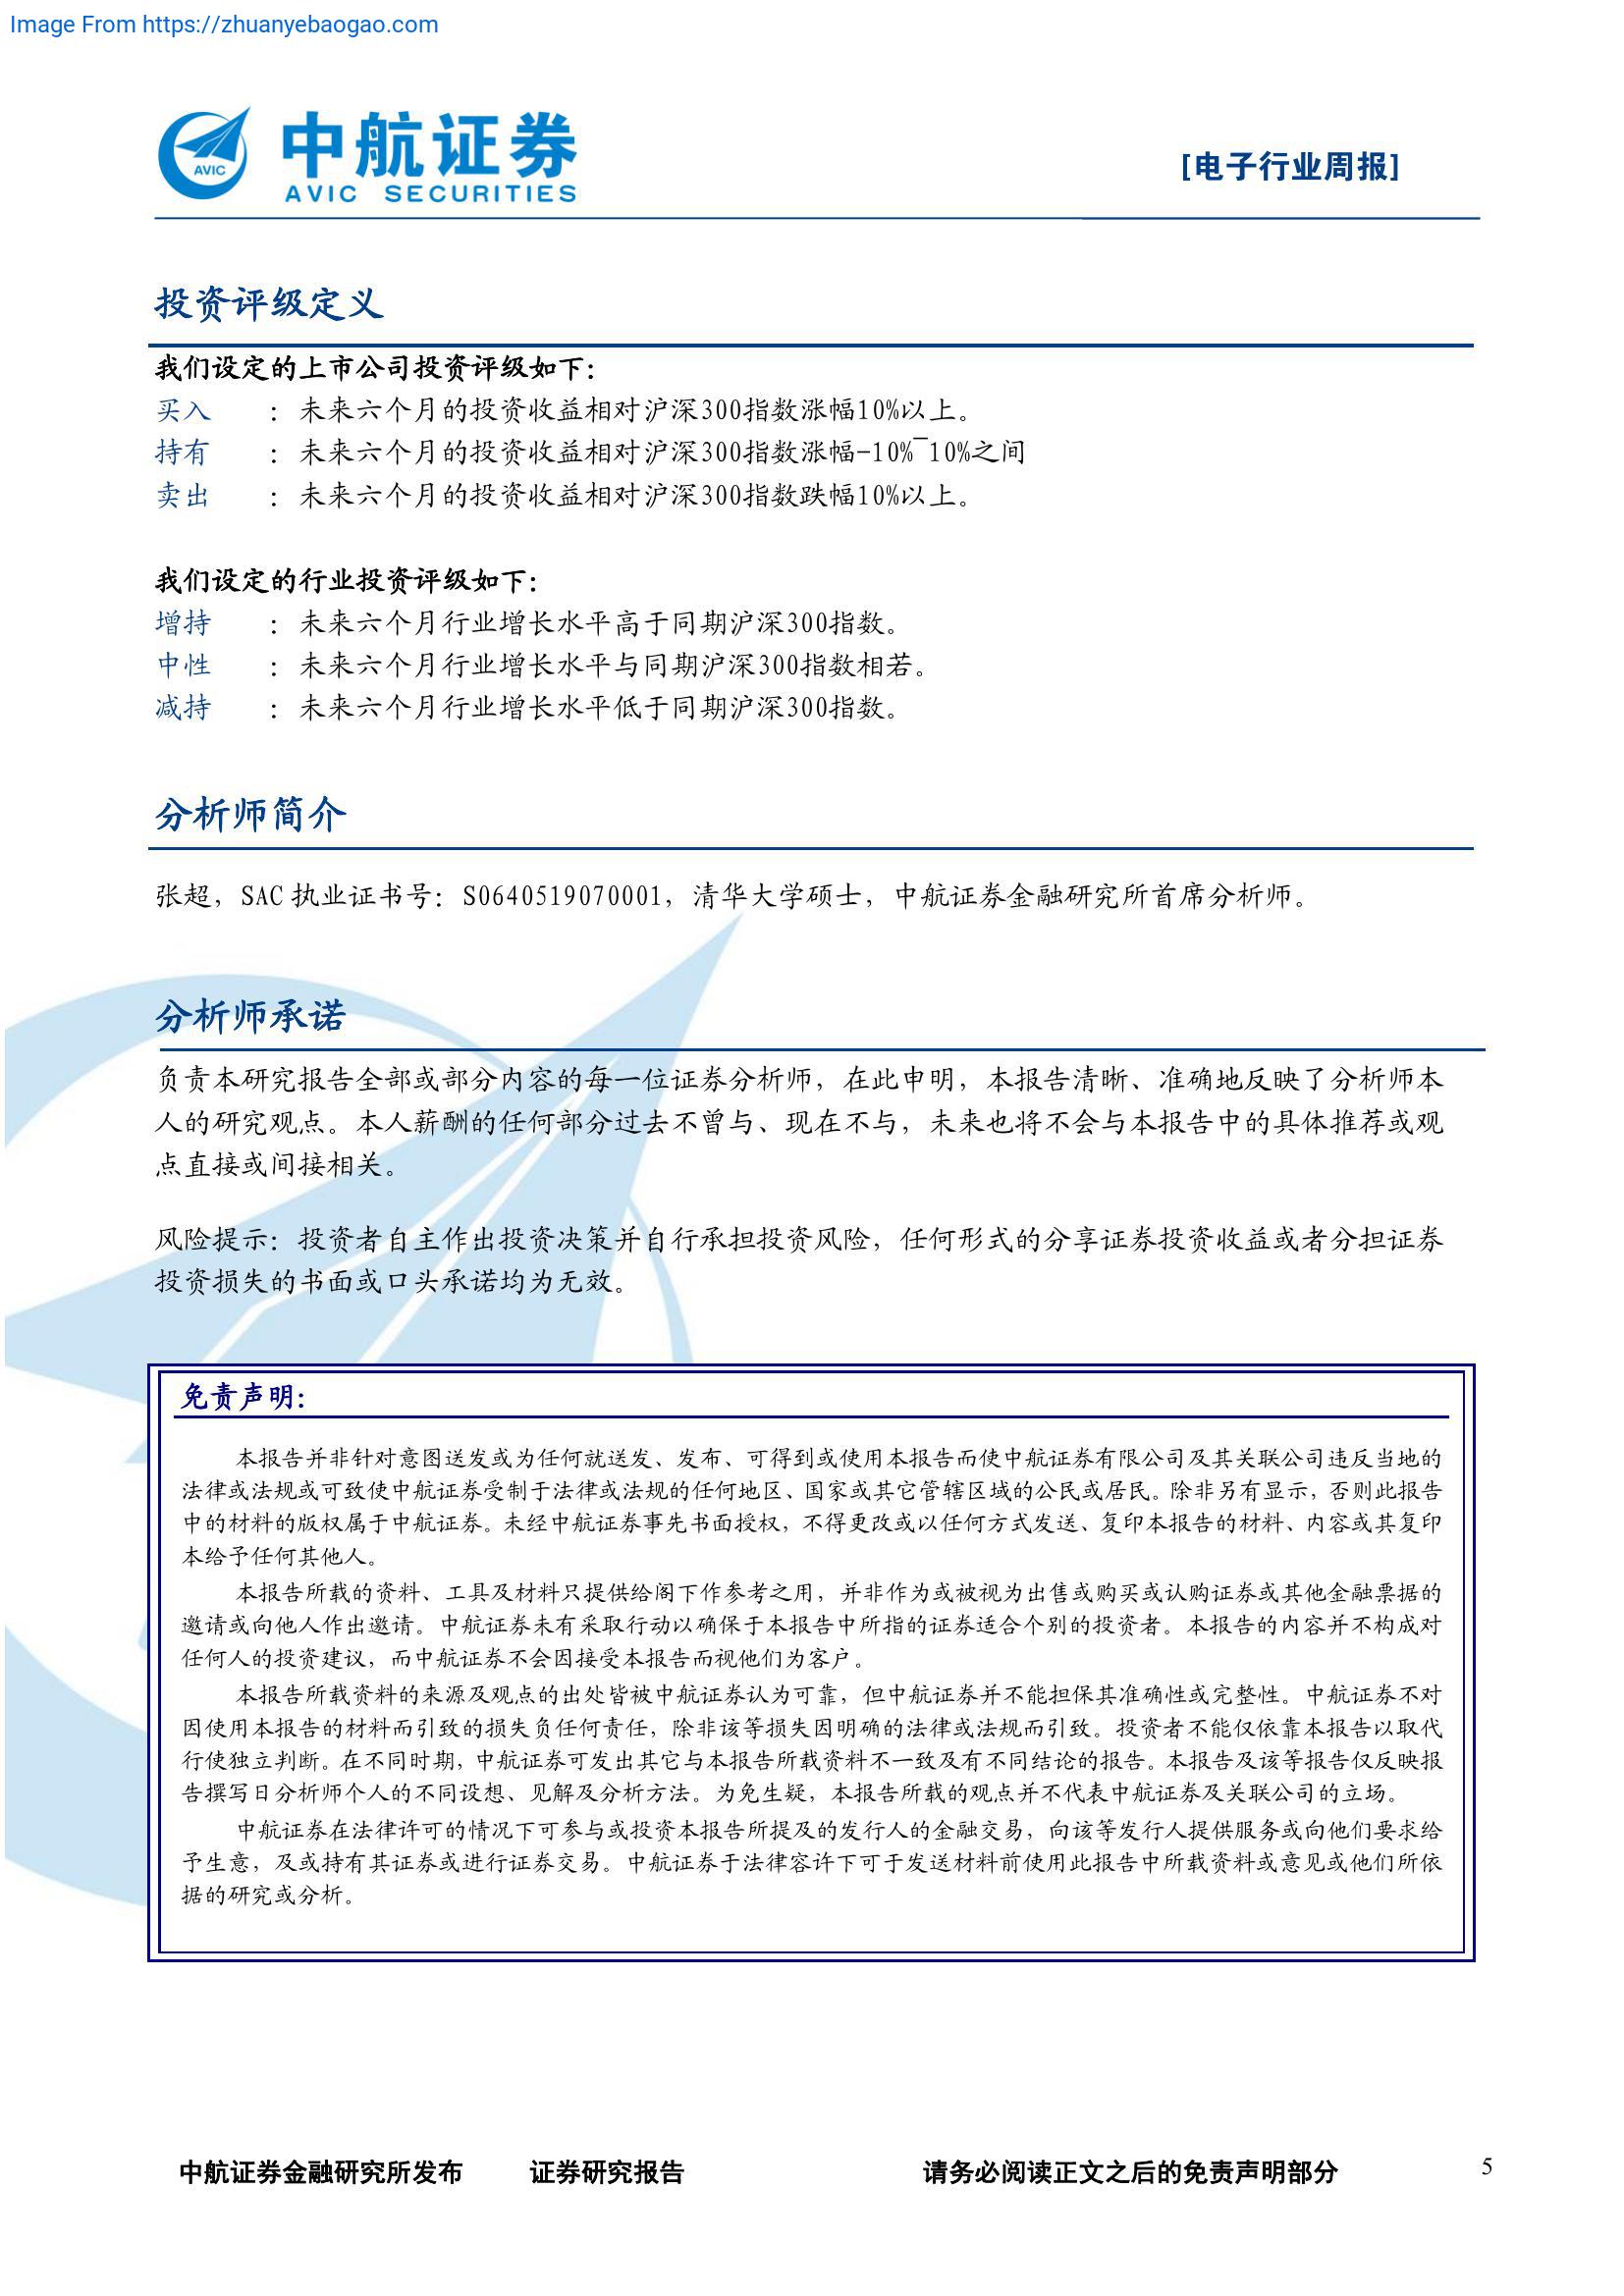 Image From https://zhuanyebaogao.com
AVIC
中航证券
AVIC SECURITIES
[电子行业周报]
投资评级定义
我们设定的上市公司投资评级如下：
买入 ：未来六个月的投资收益相对沪深300指数涨幅10%以上。
持有 ：未来六个月的投资收益相对沪深300指数涨幅-10%‾10%之间
卖出 ：未来六个月的投资收益相对沪深300指数跌幅10%以上。
我们设定的行业投资评级如下：
增持 ：未来六个月行业增长水平高于同期沪深300指数。
中性 ：未来六个月行业增长水平与同期沪深300指数相若。
减持 ：未来六个月行业增长水平低于同期沪深300指数。
分析师简介
张超，SAC 执业证书号：S0640519070001，清华大学硕士，中航证券金融研究所首席分析师。
分析师承诺
负责本研究报告全部或部分内容的每一位证券分析师，在此申明，本报告清晰、准确地反映了分析师本
人的研究观点。本人薪酬的任何部分过去不曾与、现在不与，未来也将不会与本报告中的具体推荐或观
点直接或间接相关。
风险提示：投资者自主作出投资决策并自行承担投资风险，任何形式的分享证券投资收益或者分担证券
投资损失的书面或口头承诺均为无效。
免责声明：
本报告并非针对意图送发或为任何就送发、发布、可得到或使用本报告而使中航证券有限公司及其关联公司违反当地的
法律或法规或可致使中航证券受制于法律或法规的任何地区、国家或其它管辖区域的公民或居民。除非另有显示，否则此报告
中的材料的版权属于中航证券。未经中航证券事先书面授权，不得更改或以任何方式发送、复印本报告的材料、内容或其复印
本给予任何其他人。
本报告所载的资料、工具及材料只提供给阁下作参考之用，并非作为或被视为出售或购买或认购证券或其他金融票据的
邀请或向他人作出邀请。中航证券未有采取行动以确保于本报告中所指的证券适合个别的投资者。本报告的内容并不构成对
任何人的投资建议，而中航证券不会因接受本报告而视他们为客户。
本报告所载资料的来源及观点的出处皆被中航证券认为可靠，但中航证券并不能担保其准确性或完整性。中航证券不对
因使用本报告的材料而引致的损失负任何责任，除非该等损失因明确的法律或法规而引致。投资者不能仅依靠本报告以取代
行使独立判断。在不同时期，中航证券可发出其它与本报告所载资料不一致及有不同结论的报告。本报告及该等报告仅反映报
告撰写日分析师个人的不同设想、见解及分析方法。为免生疑，本报告所载的观点并不代表中航证券及关联公司的立场。
中航证券在法律许可的情况下可参与或投资本报告所提及的发行人的金融交易，向该等发行人提供服务或向他们要求给
予生意，及或持有其证券或进行证券交易。中航证券于法律容许下可于发送材料前使用此报告中所载资料或意见或他们所依
据的研究或分析。
中航证券金融研究所发布 证券研究报告 请务必阅读正文之后的免责声明部分 5